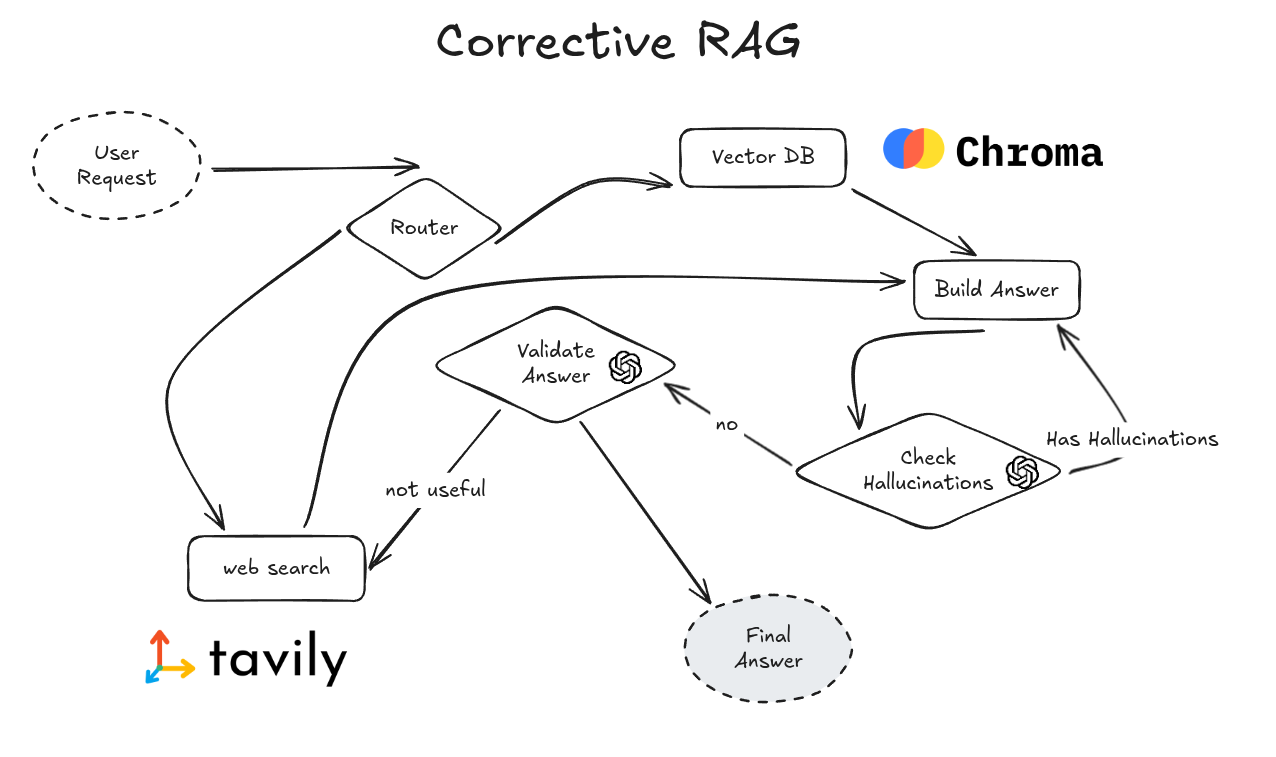 Corrective RAG
User
Request
Vector DB
Chroma
Router
Build Answer
Validate
Answer
no
Has Hallucinations
Check
Hallucinations
not useful
web search
tavily
Final
Answer